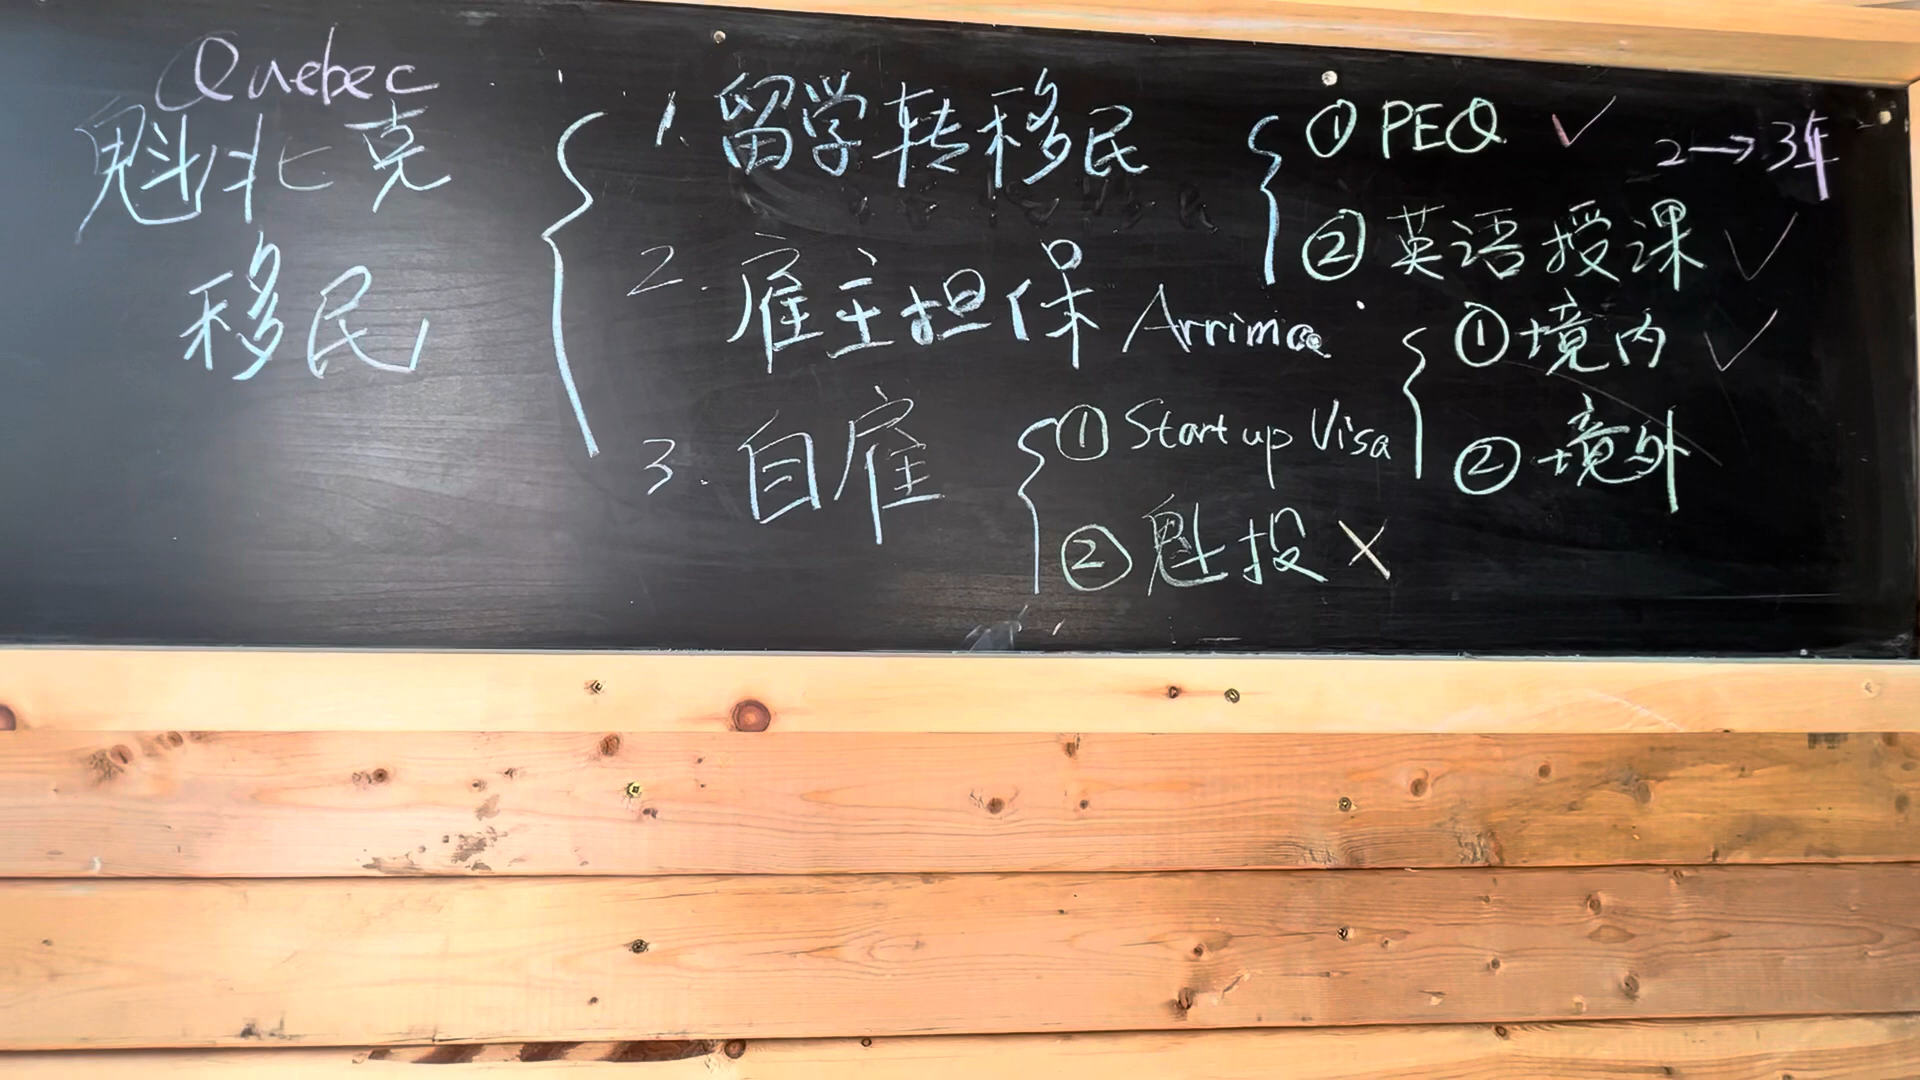 Quebec
魁北克
移民
1. 留学转移民
① PEQ ✓ 2→3年
② 英语授课 ✓
2. 雇主担保 Arrima
① 境内 ✓
② 境外
3. 自雇
① Start up Visa
② 魁投 ×